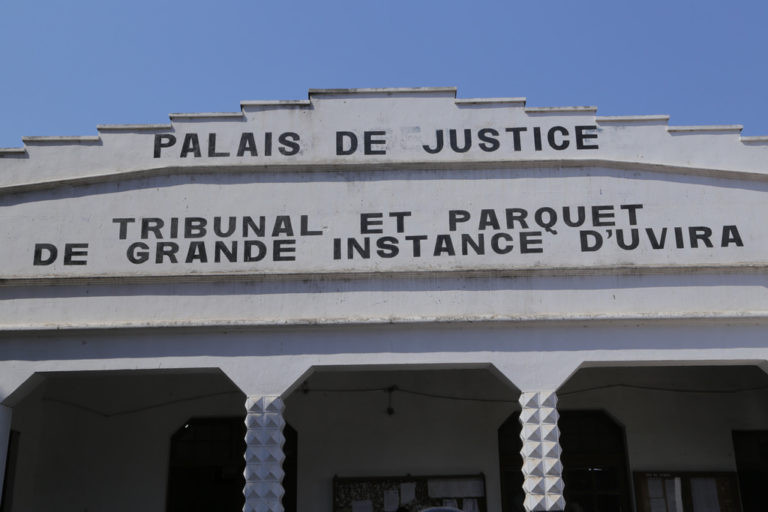 PALAIS DE JUSTICE
TRIBUNAL ET PARQUET
DE GRANDE INSTANCE D'UVIRA